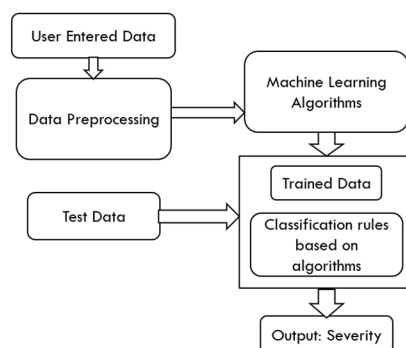 User Entered Data
Data Preprocessing
Machine Learning
Algorithms
Trained Data
Test Data
Classification rules
based on
algorithms
Output: Severity